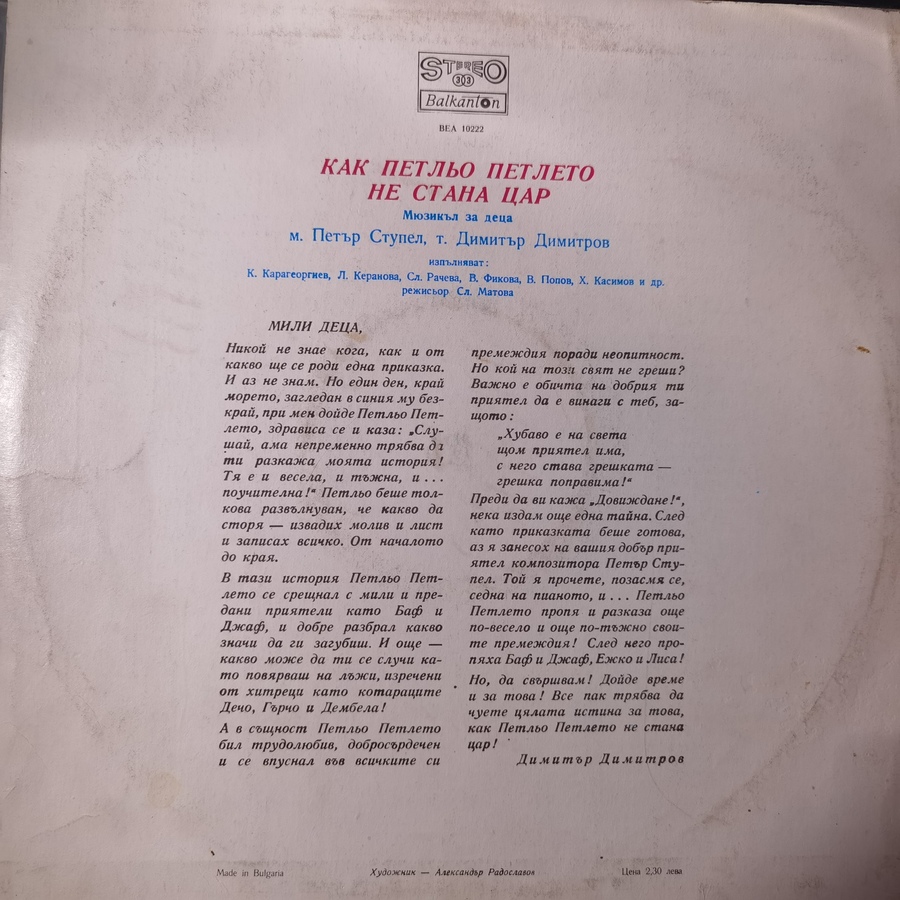 STEREO
33
Balkanton
ВЕА 10222
КАК ПЕТЛЬО ПЕТЛЕТО
НЕ СТАНА ЦАР
Мюзикъл за деца
м. Петър Ступел, т. Димитър Димитров
изпълняват:
К. Карагеоргиев, Л. Керанова, Сл. Рачева, В. Фикова, В. Попов, Х. Касимов и др.
режисьор Сл. Матова
МИЛИ ДЕЦА,
Никой не знае кога, как и от
какво ще се роди една приказка.
И аз не знам. Но един ден, край
морето, загледан в синия му без-
край, при мен дойде Петльо Пет-
лето, здрависа се и каза: „Слу-
шай, ама непременно трябва да
ти разкажа моята история!
Тя е и весела, и тъжна, и...
поучителна!“ Петльо беше тол-
кова развълнуван, че какво да
сторя — извадих молив и лист
и записах всичко. От началото
до края.
В тази история Петльо Пет-
лето се срещнал с мили и пре-
дани приятели като Баф и
Джаф, и добре разбрал какво
значи да ги загубиш. И още —
какво може да ти се случи ка-
то повярваш на лъжи, изречени
от хитреци като котараците
Дечо, Гърчо и Дембела!
А в същност Петльо Петлето
бил трудолюбив, добросърдечен
и се впуснал във всичките си
премеждия поради неопитност.
Но кой на този свят не греши?
Важно е обичта на добрия ти
приятел да е винаги с теб, за-
щото:
„Хубаво е на света
щом приятел има,
с него става грешката —
грешка поправима!“
Преди да ви кажа „Довиждане!“,
нека издам още една тайна. След
като приказката беше готова,
аз я занесох на вашия добър при-
ятел композитора Петър Сту-
пел. Той я прочете, позасмя се,
седна на пианото, и... Петльо
Петлето пропя и разказа още
по-весело и още по-тъжно свои-
те премеждия! След него про-
пяха Баф и Джаф, Ежко и Лиса!
Но, да свършвам! Дойде време
и за това! Все пак трябва да
чуете цялата истина за това,
как Петльо Петлето не стана
цар!
Димитър Димитров
Made in Bulgaria
Художник — Александър Радославов
Цена 2,30 лева